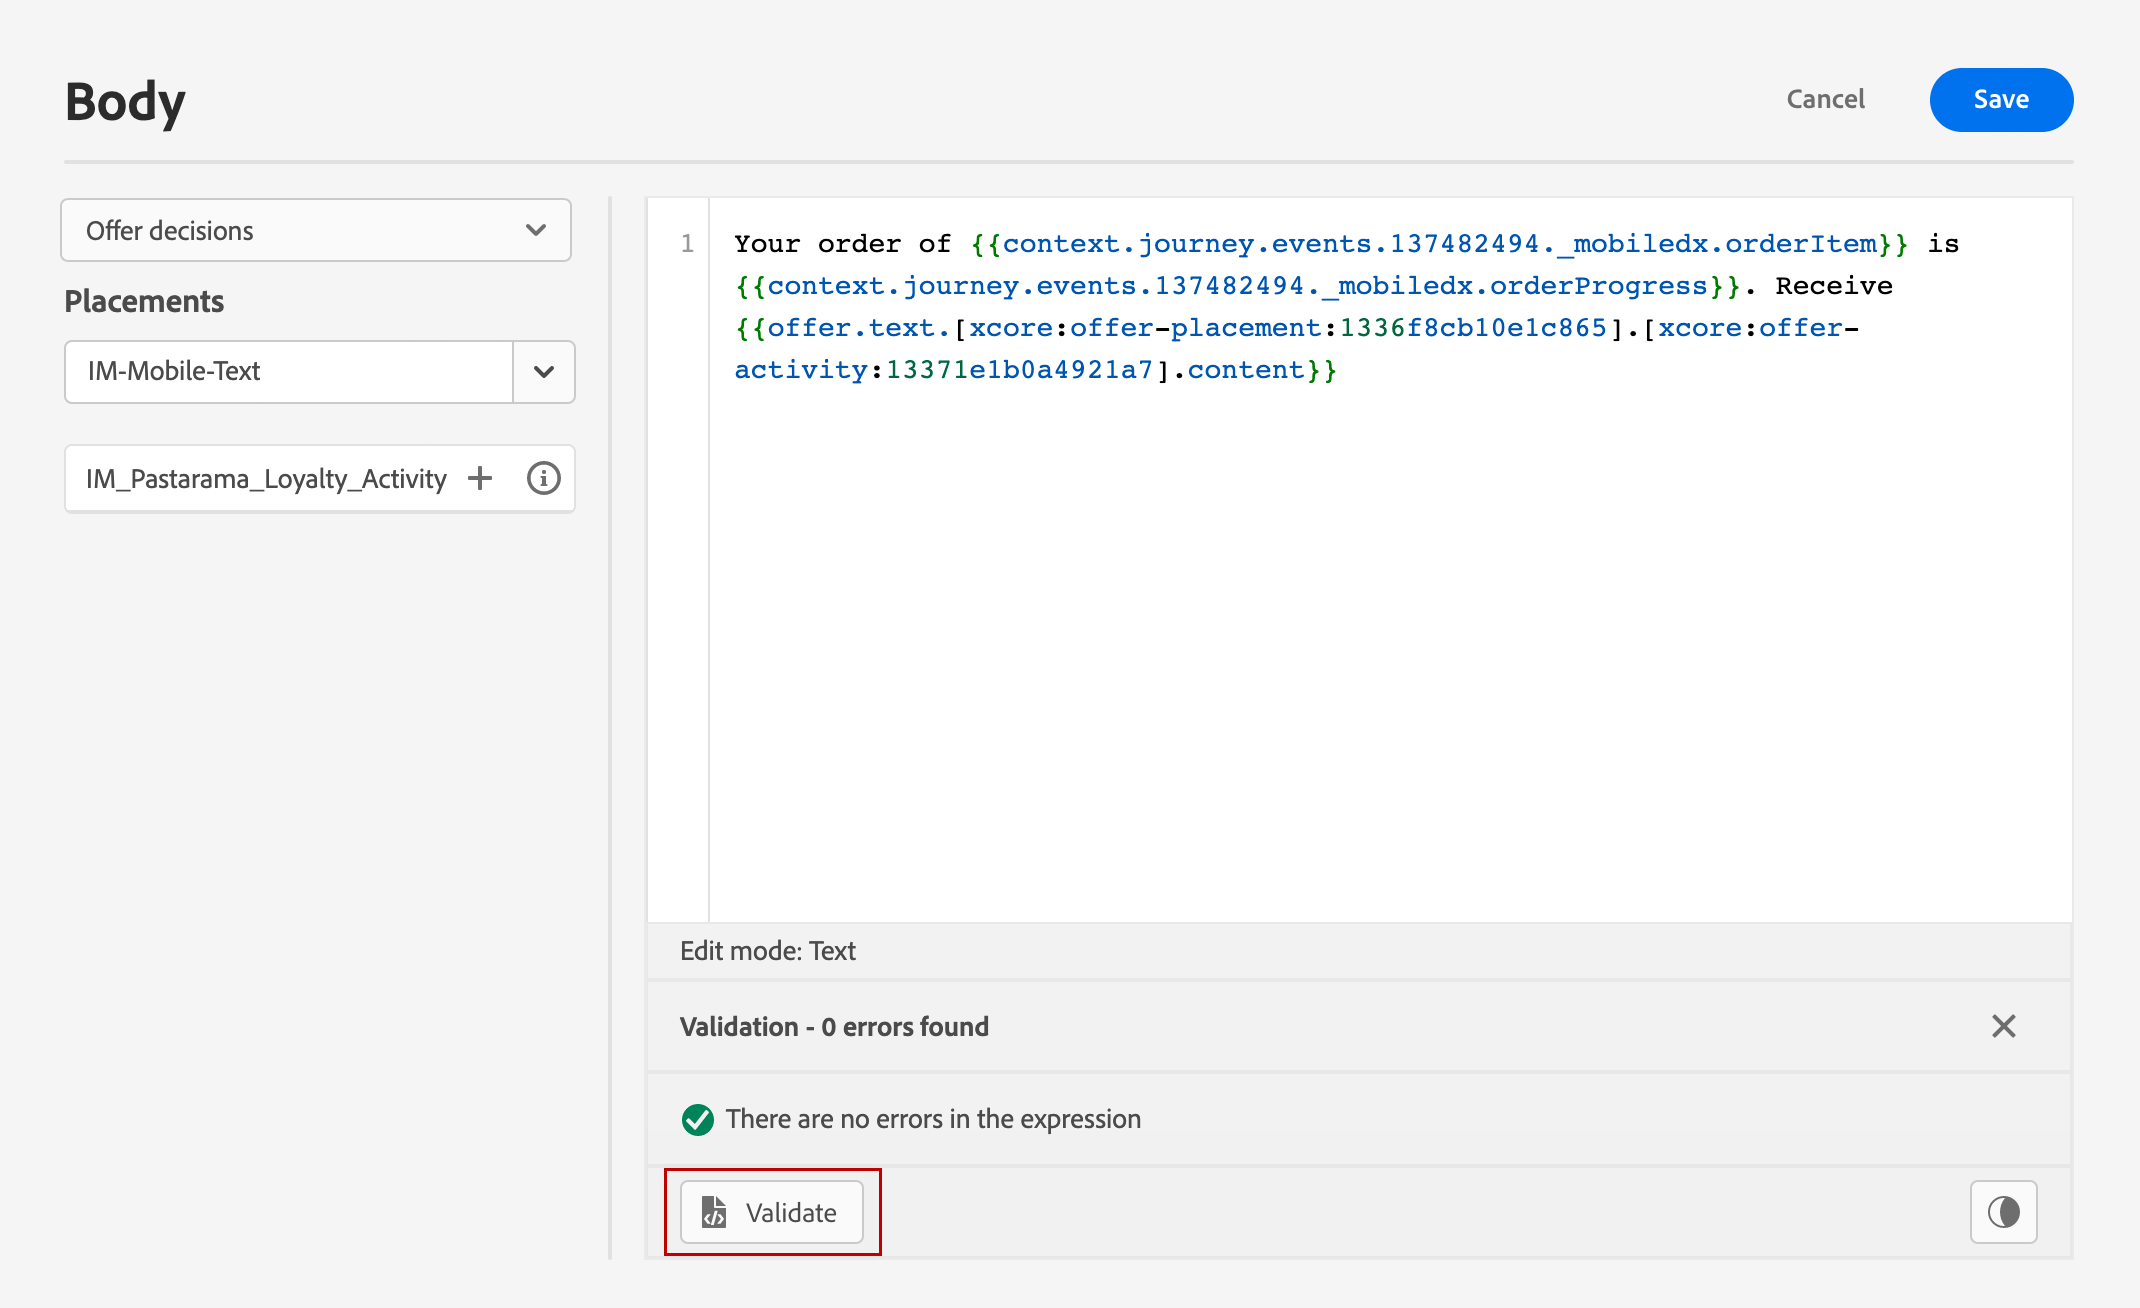 Body
Cancel
Save
Offer decisions
Placements
IM-Mobile-Text
IM_Pastarama_Loyalty_Activity
1
Your order of {{context.journey.events.137482494._mobiledx.orderItem}} is
{{context.journey.events.137482494._mobiledx.orderProgress}}. Receive
{{offer.text.[xcore:offer-placement:1336f8cb10e1c865].[xcore:offer-
activity:13371e1b0a4921a7].content}}
Edit mode: Text
Validation - 0 errors found
There are no errors in the expression
Validate